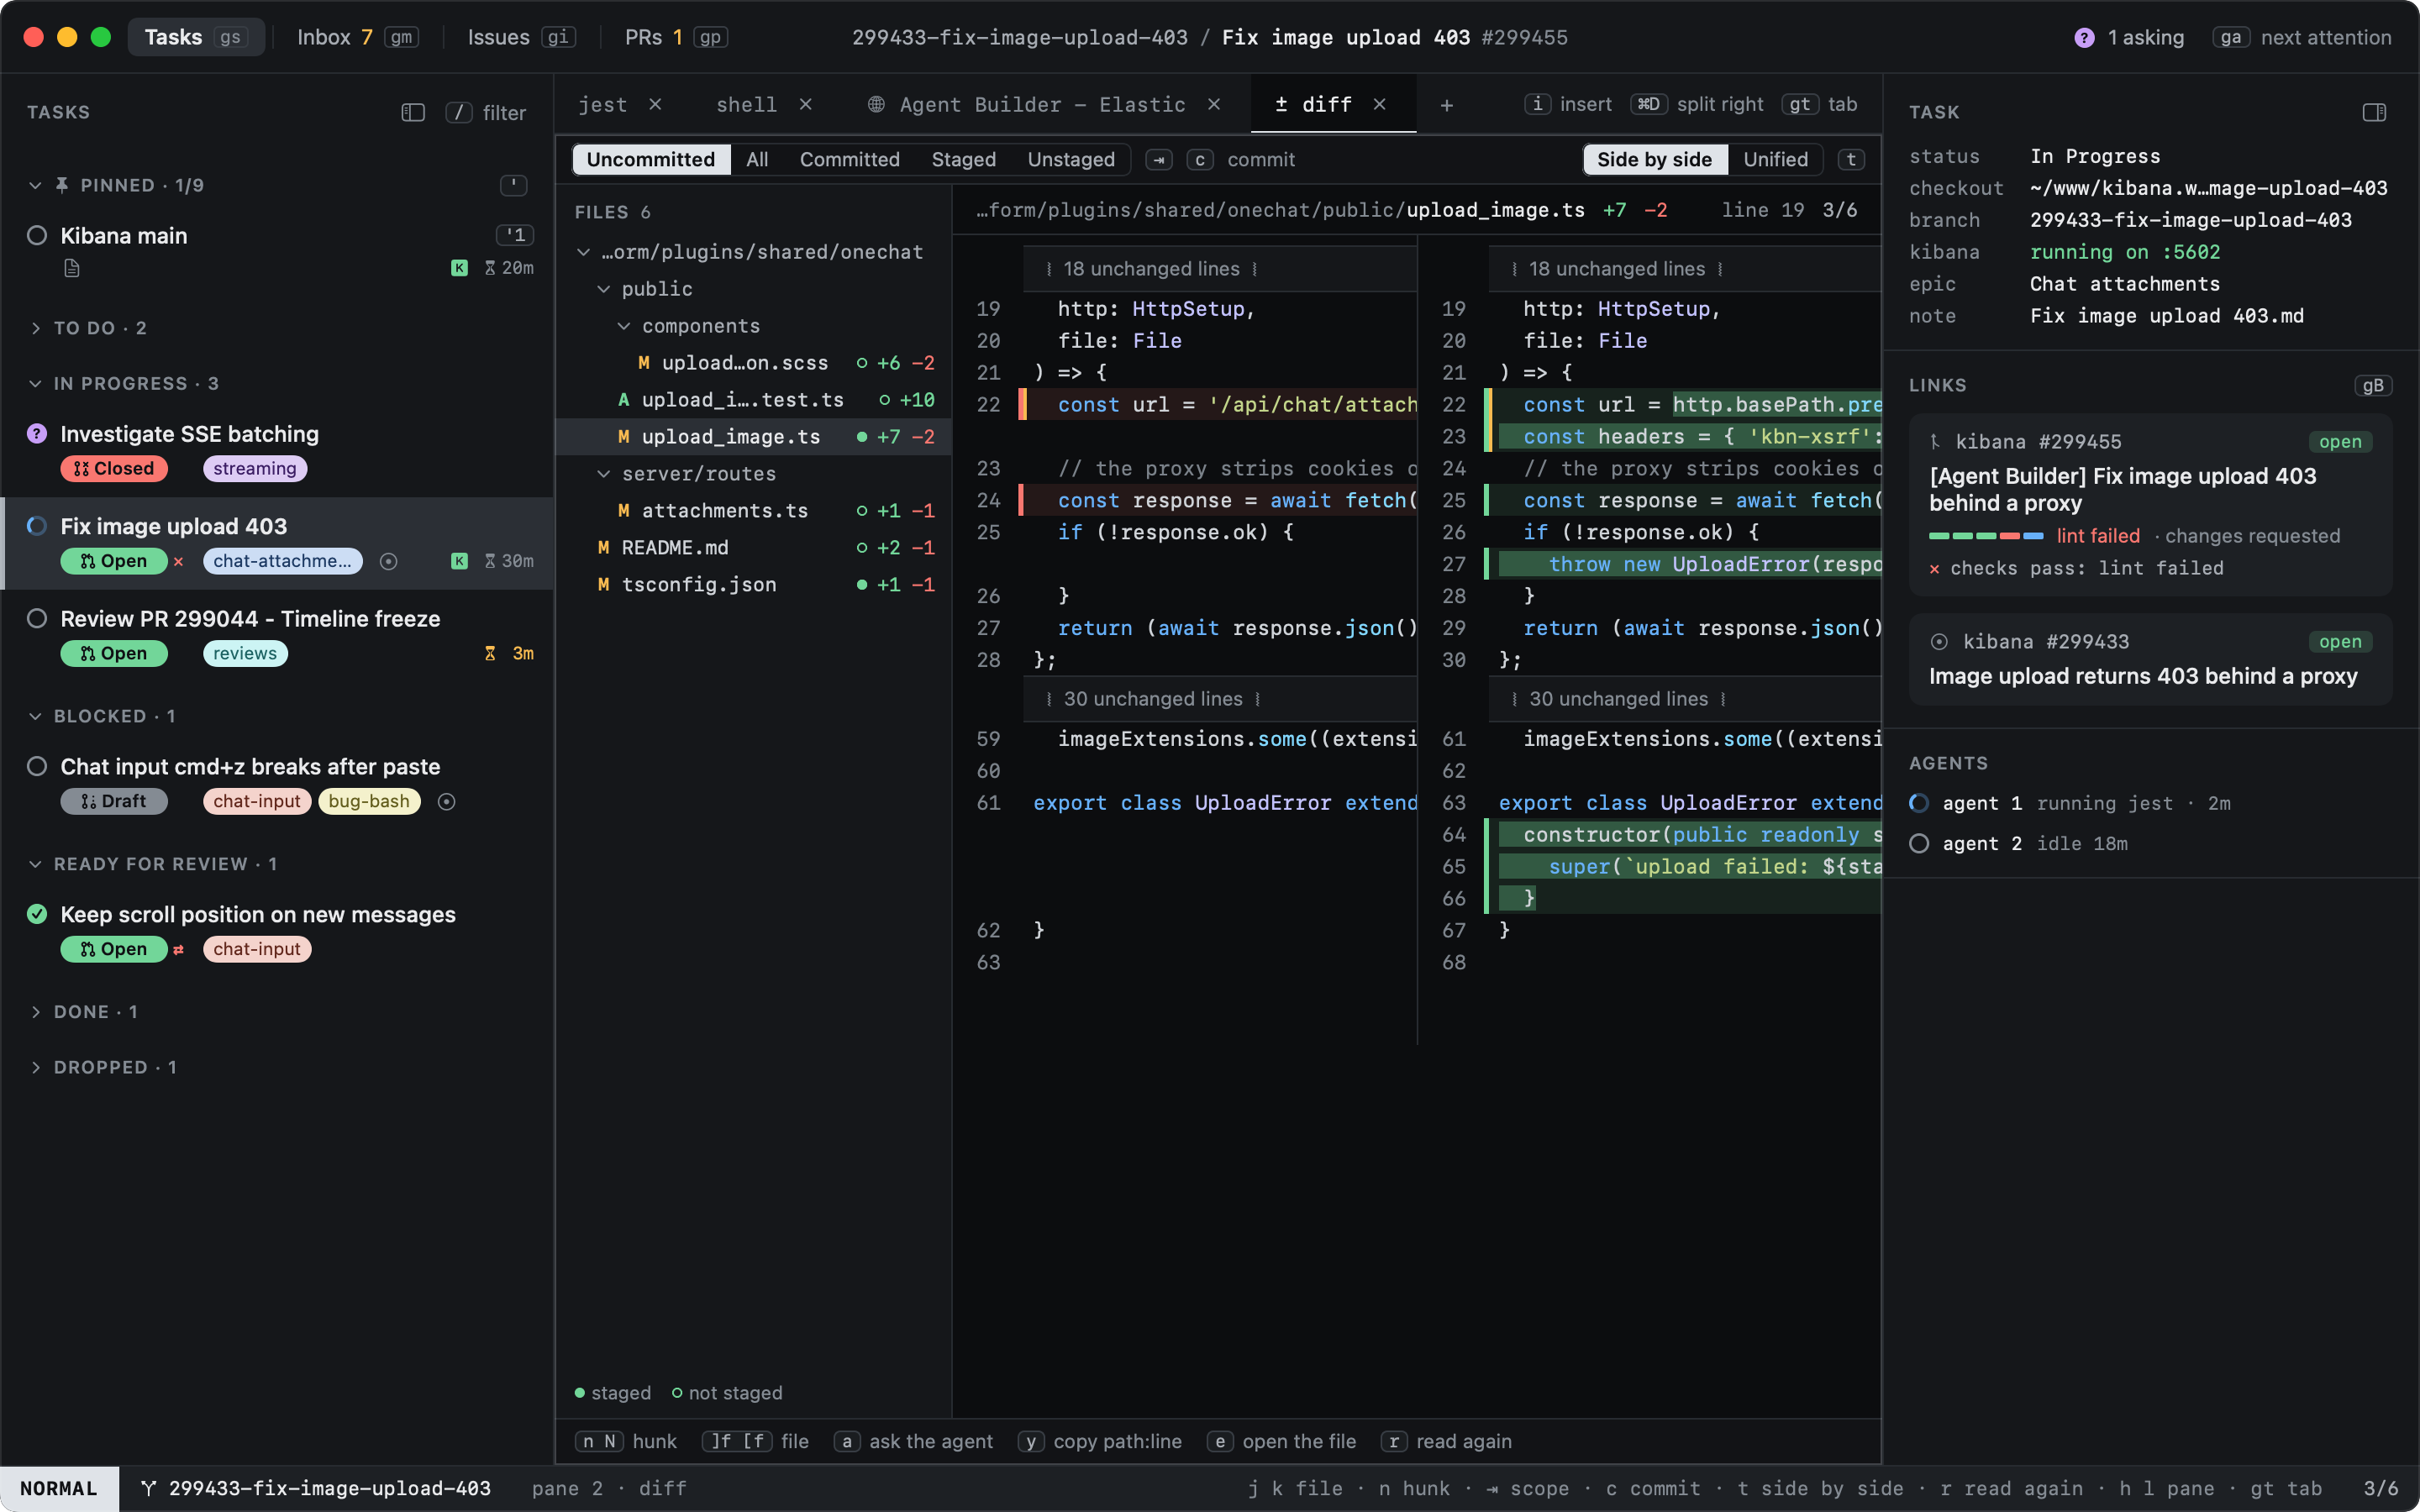 Tasks gs Inbox 7 gm Issues gi PRs 1 gp 299433-fix-image-upload-403 / Fix image upload 403 #299455 ? 1 asking ga next attention
TASKS / filter
PINNED · 1/9 '
Kibana main '1
K 20m
TO DO · 2
IN PROGRESS · 3
? Investigate SSE batching
Closed streaming
Fix image upload 403
Open × chat-attachme... K 30m
Review PR 299044 - Timeline freeze
Open reviews 3m
BLOCKED · 1
Chat input cmd+z breaks after paste
Draft chat-input bug-bash
READY FOR REVIEW · 1
Keep scroll position on new messages
Open ⇄ chat-input
DONE · 1
DROPPED · 1
jest × shell × Agent Builder – Elastic × ± diff × + i insert ⌘D split right gt tab
Uncommitted All Committed Staged Unstaged ⇥ c commit Side by side Unified t
FILES 6
…orm/plugins/shared/onechat
public
components
M upload…on.scss +6 −2
A upload_i….test.ts +10
M upload_image.ts +7 −2
server/routes
M attachments.ts +1 −1
M README.md +2 −1
M tsconfig.json +1 −1
staged not staged
…form/plugins/shared/onechat/public/upload_image.ts +7 −2 line 19 3/6
18 unchanged lines
19 http: HttpSetup,
20 file: File
21 ) => {
22 const url = '/api/chat/attach
23 // the proxy strips cookies o
24 const response = await fetch(
25 if (!response.ok) {
26 }
27 return (await response.json()
28 };
30 unchanged lines
59 imageExtensions.some((extensi
60
61 export class UploadError extend
62 }
63
18 unchanged lines
19 http: HttpSetup,
20 file: File
21 ) => {
22 const url = http.basePath.pre
23 const headers = { 'kbn-xsrf':
24 // the proxy strips cookies o
25 const response = await fetch(
26 if (!response.ok) {
27 throw new UploadError(respo
28 }
29 return (await response.json()
30 };
30 unchanged lines
61 imageExtensions.some((extensi
62
63 export class UploadError extend
64 constructor(public readonly s
65 super(`upload failed: ${sta
66 }
67 }
68
n N hunk ]f [f file a ask the agent y copy path:line e open the file r read again
TASK
status In Progress
checkout ~/www/kibana.w…mage-upload-403
branch 299433-fix-image-upload-403
kibana running on :5602
epic Chat attachments
note Fix image upload 403.md
LINKS gB
kibana #299455 open
[Agent Builder] Fix image upload 403
behind a proxy
lint failed · changes requested
× checks pass: lint failed
kibana #299433 open
Image upload returns 403 behind a proxy
AGENTS
agent 1 running jest · 2m
agent 2 idle 18m
NORMAL 299433-fix-image-upload-403 pane 2 · diff j k file · n hunk · ⇥ scope · c commit · t side by side · r read again · h l pane · gt tab 3/6